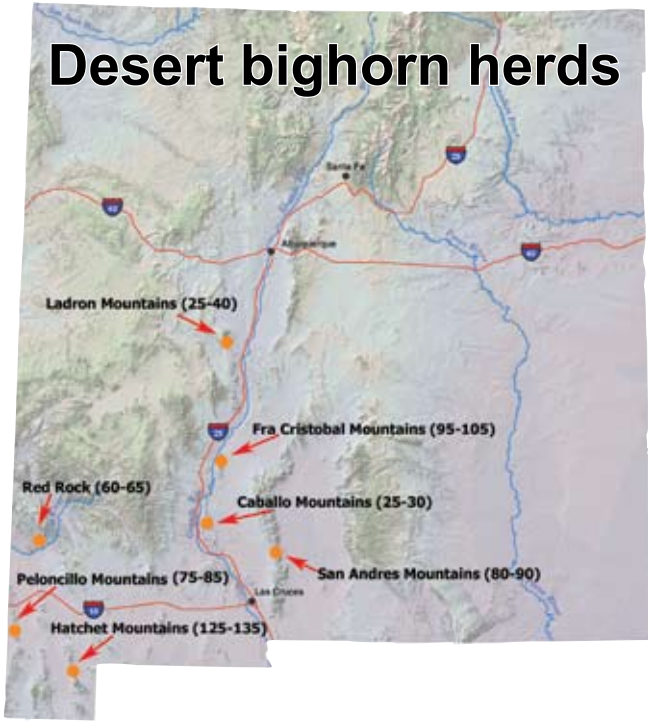 Desert bighorn herds
Santa Fe
25
40
Albuquerque
40
Ladron Mountains (25-40)
25
Fra Cristobal Mountains (95-105)
Red Rock (60-65)
Caballo Mountains (25-30)
San Andres Mountains (80-90)
Peloncillo Mountains (75-85)
Las Cruces
10
Hatchet Mountains (125-135)